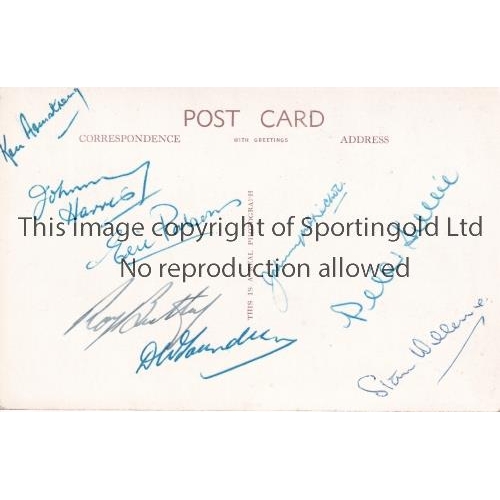 Ken Armstrong
POST CARD
CORRESPONDENCE
WITH GREETINGS
ADDRESS
Johnny
Harris
THIS IS A REAL PHOTOGRAPH
This Image copyright of Sportingold Ltd
No reproduction allowed
Roy Bentley
D W Saunders
Stan Willemse